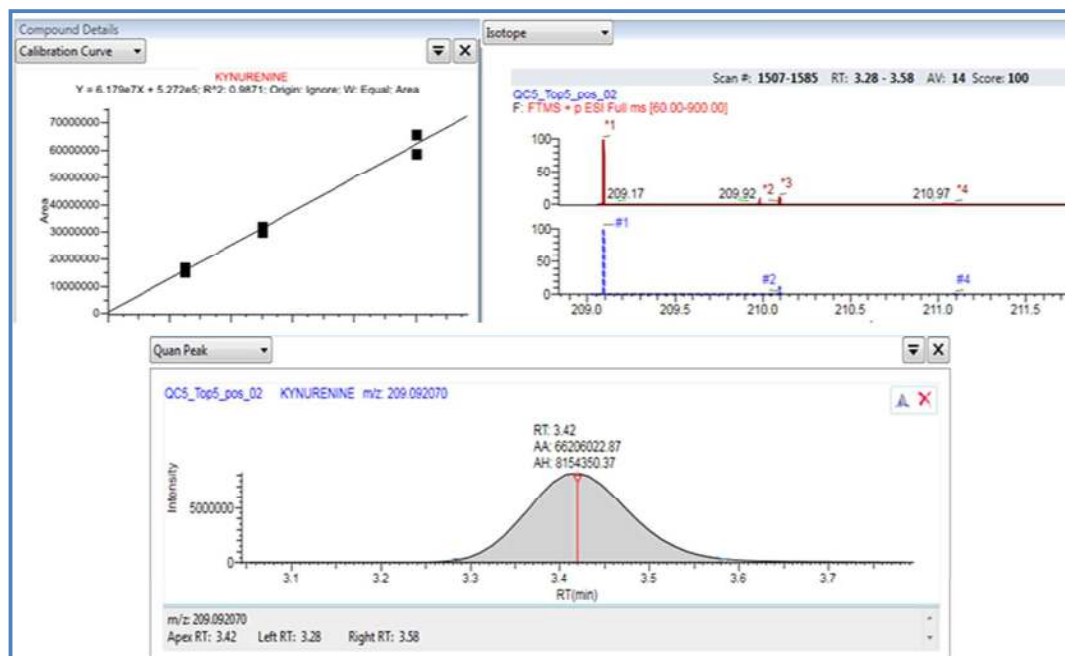 Compound Details
Calibration Curve
KYNURENINE
Y = 6.179e7X + 5.272e5; R^2: 0.9871; Origin: Ignore; W: Equal; Area
70000000
60000000
50000000
40000000
30000000
20000000
10000000
0
Area
Isotope
Scan #: 1507-1585 RT: 3.28 - 3.58 AV: 14 Score: 100
QC5_Top5_pos_02
F: FTMS + p ESI Full ms [60.00-900.00]
100
50
0
*1
209.17
209.92
*2
*3
210.97
*4
100
50
0
#1
#2
#4
209.0 209.5 210.0 210.5 211.0 211.5
Quan Peak
QC5_Top5_pos_02 KYNURENINE m/z: 209.092070
RT: 3.42
AA: 66206022.87
AH: 8154350.37
Intensity
5000000
0
3.1 3.2 3.3 3.4 3.5 3.6 3.7
RT(min)
m/z: 209.092070
Apex RT: 3.42 Left RT: 3.28 Right RT: 3.58